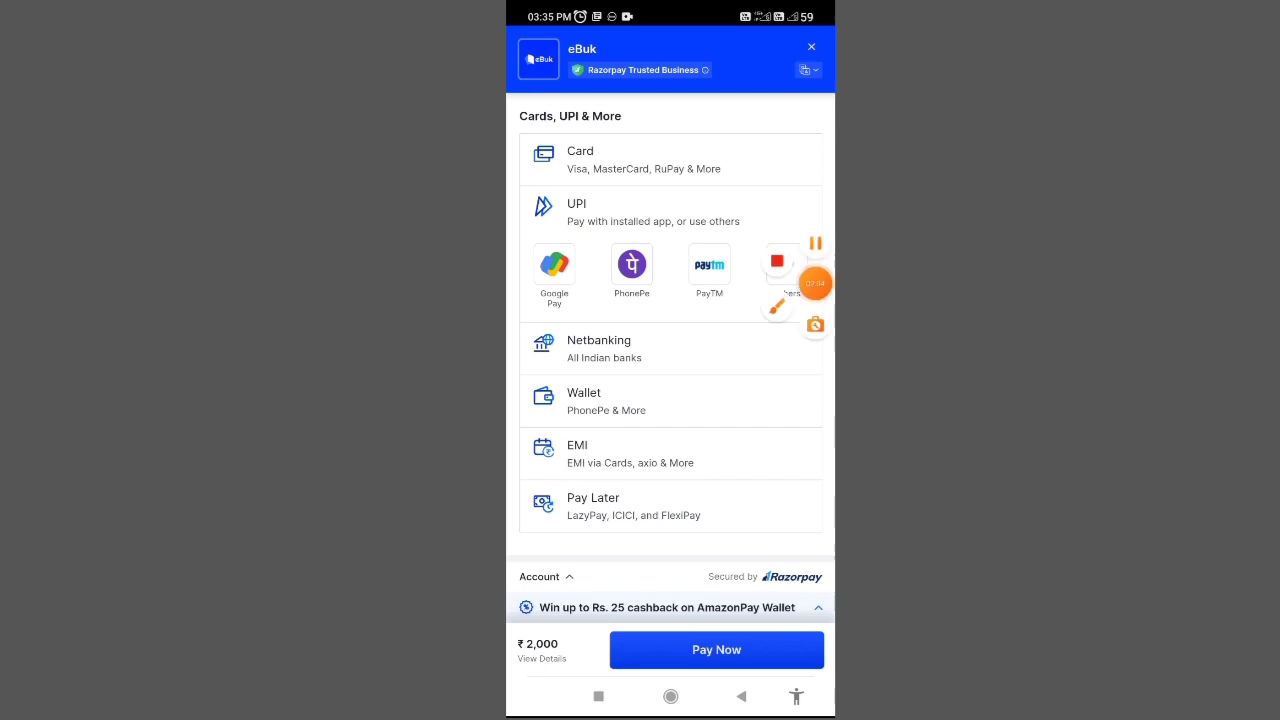 03:35 PM 59
eBuk
eBuk
Razorpay Trusted Business
Cards, UPI & More
Card
Visa, MasterCard, RuPay & More
UPI
Pay with installed app, or use others
पे
paytm
02:04
Google
Pay
PhonePe
PayTM
hers
Netbanking
All Indian banks
Wallet
PhonePe & More
EMI
EMI via Cards, axio & More
Pay Later
LazyPay, ICICI, and FlexiPay
Account
Secured by Razorpay
Win up to Rs. 25 cashback on AmazonPay Wallet
₹ 2,000
View Details
Pay Now